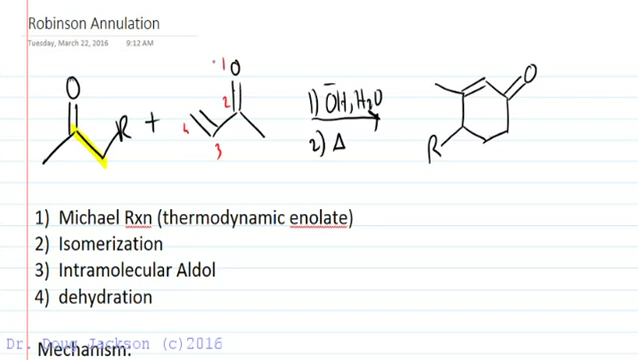 Robinson Annulation
Tuesday, March 22, 2016 9:12 AM
O R + 1 O 2 3 4
1) OH, H2O
2) Δ
O R
1) Michael Rxn (thermodynamic enolate)
2) Isomerization
3) Intramolecular Aldol
4) dehydration
Dr. Doug Jackson (c)2016
Mechanism: